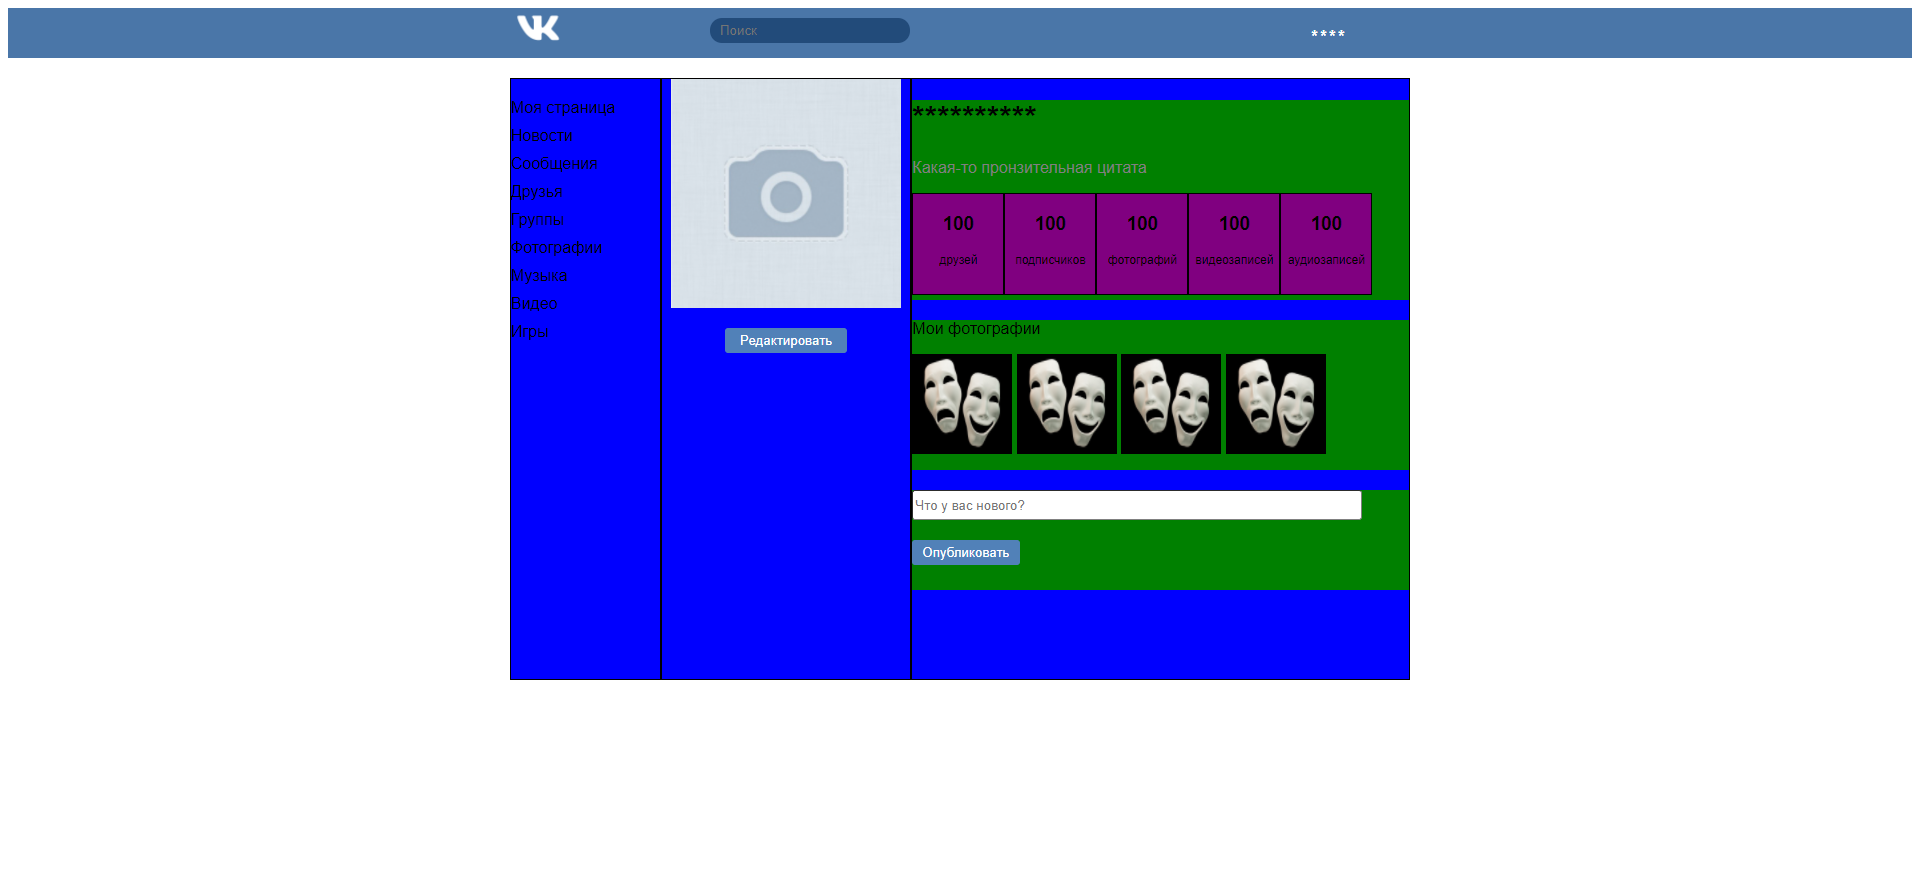 VK
Поиск
****
Моя страница
Новости
Сообщения
Друзья
Группы
Фотографии
Музыка
Видео
Игры
Редактировать
**********
Какая-то пронзительная цитата
100 100 100 100 100
друзей подписчиков фотографий видеозаписей аудиозаписей
Мои фотографии
Что у вас нового?
Опубликовать